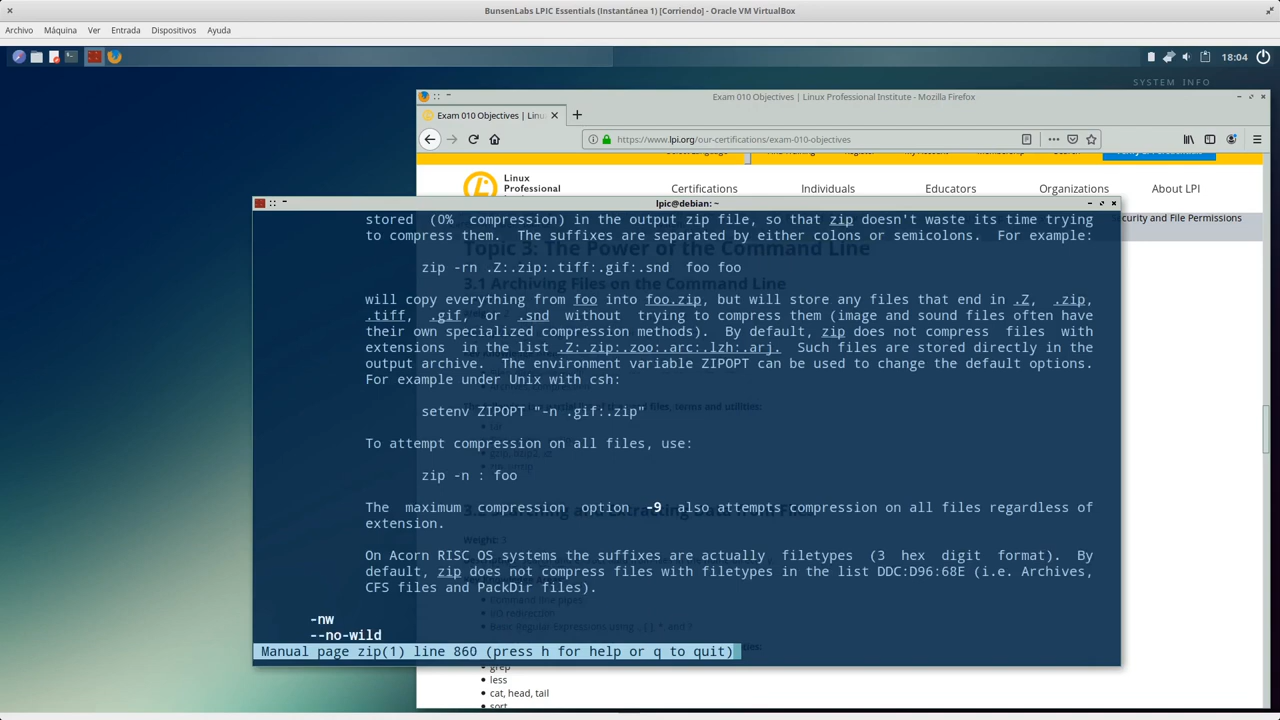 BunsenLabs LPIC Essentials (Instantánea 1) [Corriendo] - Oracle VM VirtualBox
Archivo Máquina Ver Entrada Dispositivos Ayuda
18:04
SYSTEM INFO
Exam 010 Objectives | Linux Professional Institute - Mozilla Firefox
Exam 010 Objectives | Linu
https://www.lpi.org/our-certifications/exam-010-objectives
Linux
Professional
Institute
Certifications Individuals Educators Organizations About LPI
Security and File Permissions
lpic@debian: ~
stored (0% compression) in the output zip file, so that zip doesn't waste its time trying
to compress them. The suffixes are separated by either colons or semicolons. For example:
Topic 3: The Power of the Command Line
zip -rn .Z:.zip:.tiff:.gif:.snd foo foo
3.1 Archiving Files on the Command Line
will copy everything from foo into foo.zip, but will store any files that end in .Z, .zip,
.tiff, .gif, or .snd without trying to compress them (image and sound files often have
their own specialized compression methods). By default, zip does not compress files with
extensions in the list .Z:.zip:.zoo:.arc:.lzh:.arj. Such files are stored directly in the
output archive. The environment variable ZIPOPT can be used to change the default options.
For example under Unix with csh:
setenv ZIPOPT "-n .gif:.zip"
To attempt compression on all files, use:
zip -n : foo
The maximum compression option -9 also attempts compression on all files regardless of
extension.
On Acorn RISC OS systems the suffixes are actually filetypes (3 hex digit format). By
default, zip does not compress files with filetypes in the list DDC:D96:68E (i.e. Archives,
CFS files and PackDir files).
Command line pipes
I/O redirection
-nw
--no-wild
Manual page zip(1) line 860 (press h for help or q to quit)
grep
less
cat, head, tail
sort